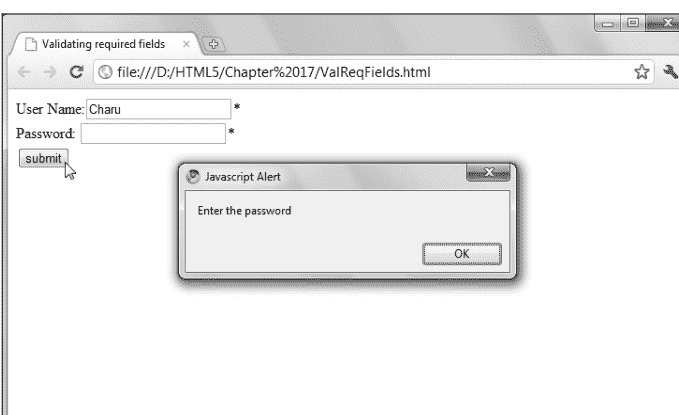 Validating required fields
file:///D:/HTML5/Chapter%2017/ValReqFields.html
User Name: Charu *
Password: *
submit
Javascript Alert
Enter the password
OK